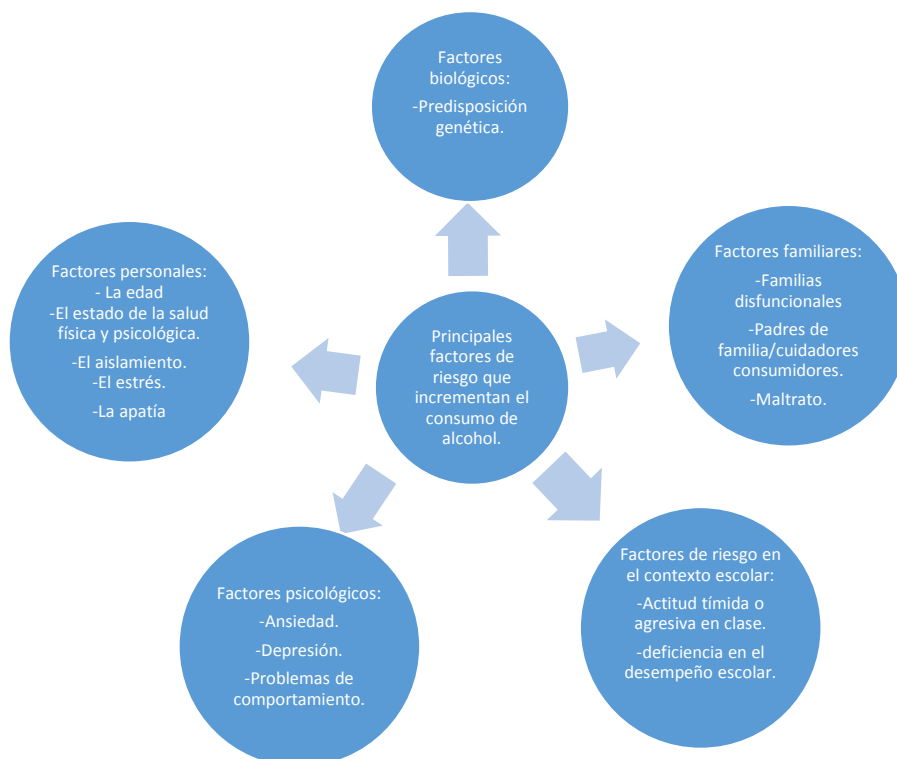 Factores
biológicos:
-Predisposición
genética.
Factores familiares:
-Familias
disfuncionales
-Padres de
familia/cuidadores
consumidores.
-Maltrato.
Factores personales:
- La edad
-El estado de la salud
física y psicológica.
-El aislamiento.
-El estrés.
-La apatía
Principales
factores de
riesgo que
incrementan el
consumo de
alcohol.
Factores de riesgo en
el contexto escolar:
-Actitud tímida o
agresiva en clase.
-deficiencia en el
desempeño escolar.
Factores psicológicos:
-Ansiedad.
-Depresión.
-Problemas de
comportamiento.